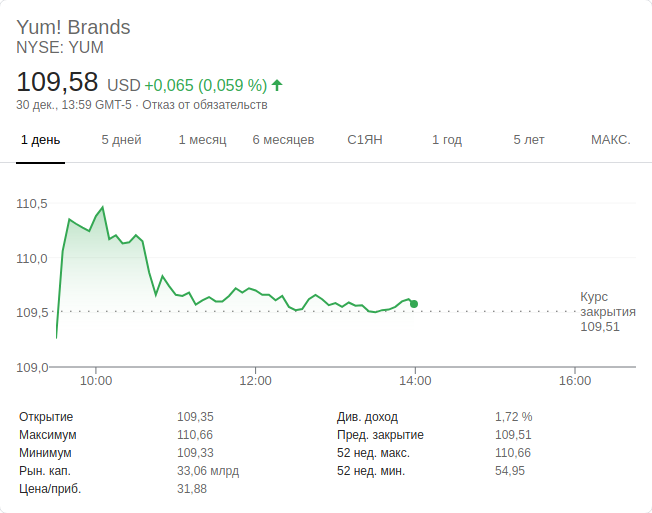 Yum! Brands
NYSE: YUM
109,58 USD +0,065 (0,059 %)
30 дек., 13:59 GMT-5 · Отказ от обязательств
1 день 5 дней 1 месяц 6 месяцев С1ЯН 1 год 5 лет МАКС.
110,5
110,0
109,5
109,0
Курс
закрытия
109,51
10:00 12:00 14:00 16:00
Открытие 109,35 Див. доход 1,72 %
Максимум 110,66 Пред. закрытие 109,51
Минимум 109,33 52 нед. макс. 110,66
Рын. кап. 33,06 млрд 52 нед. мин. 54,95
Цена/приб. 31,88